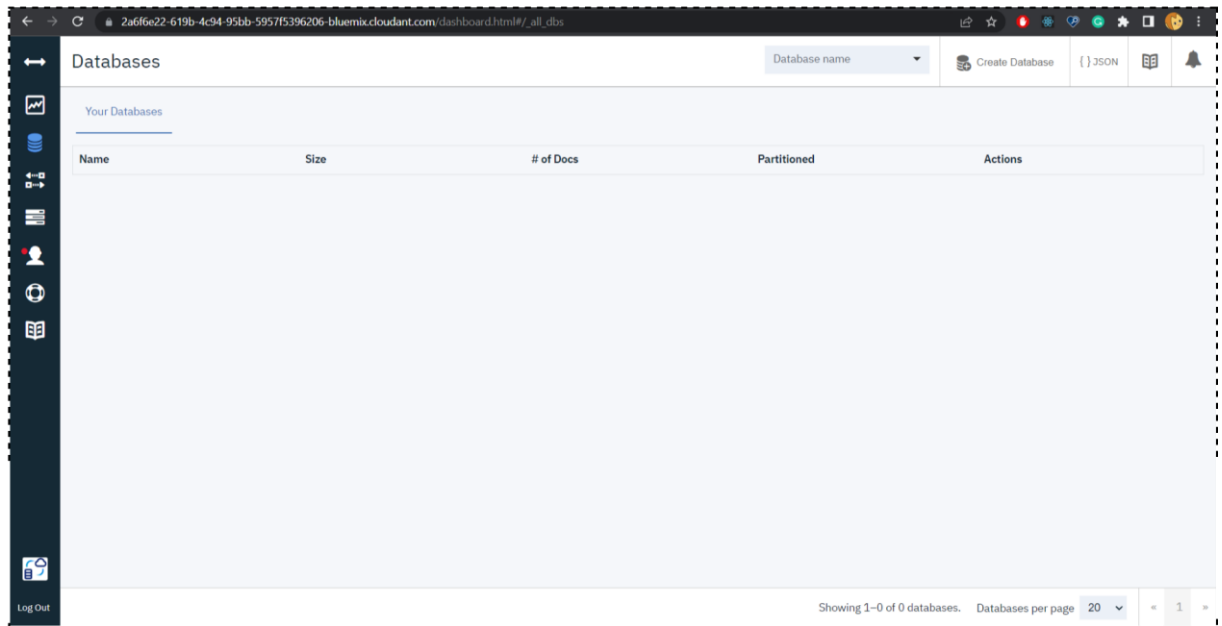 2a6f6e22-619b-4c94-95bb-5957f5396206-bluemix.cloudant.com/dashboard.html#/_all_dbs
Databases
Database name
Create Database
{ } JSON
Your Databases
Name Size # of Docs Partitioned Actions
Log Out
Showing 1–0 of 0 databases. Databases per page 20 « 1 »